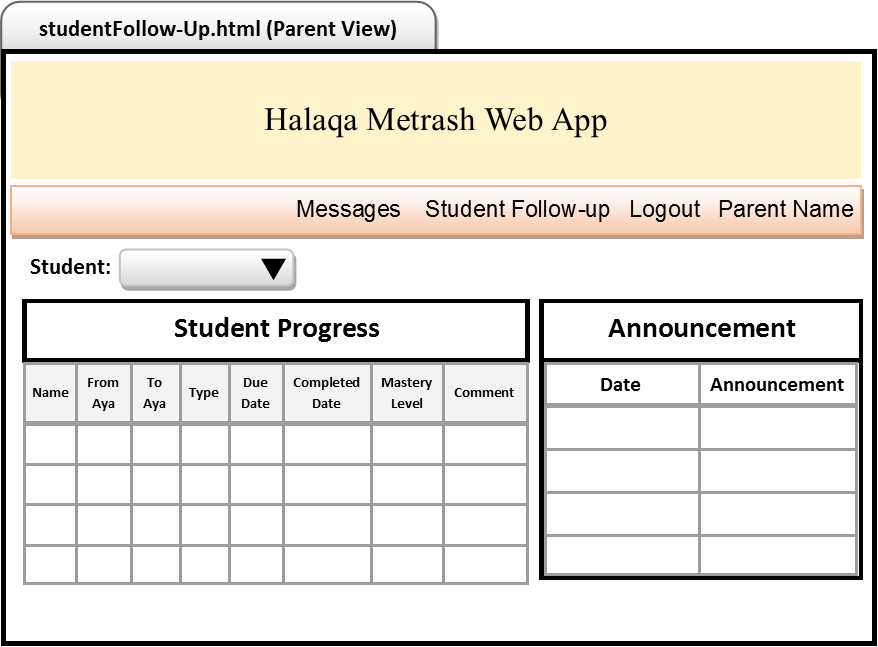 studentFollow-Up.html (Parent View)
Halaqa Metrash Web App
Messages Student Follow-up Logout Parent Name
Student:
Student Progress
Name From Aya To Aya Type Due Date Completed Date Mastery Level Comment
Announcement
Date Announcement